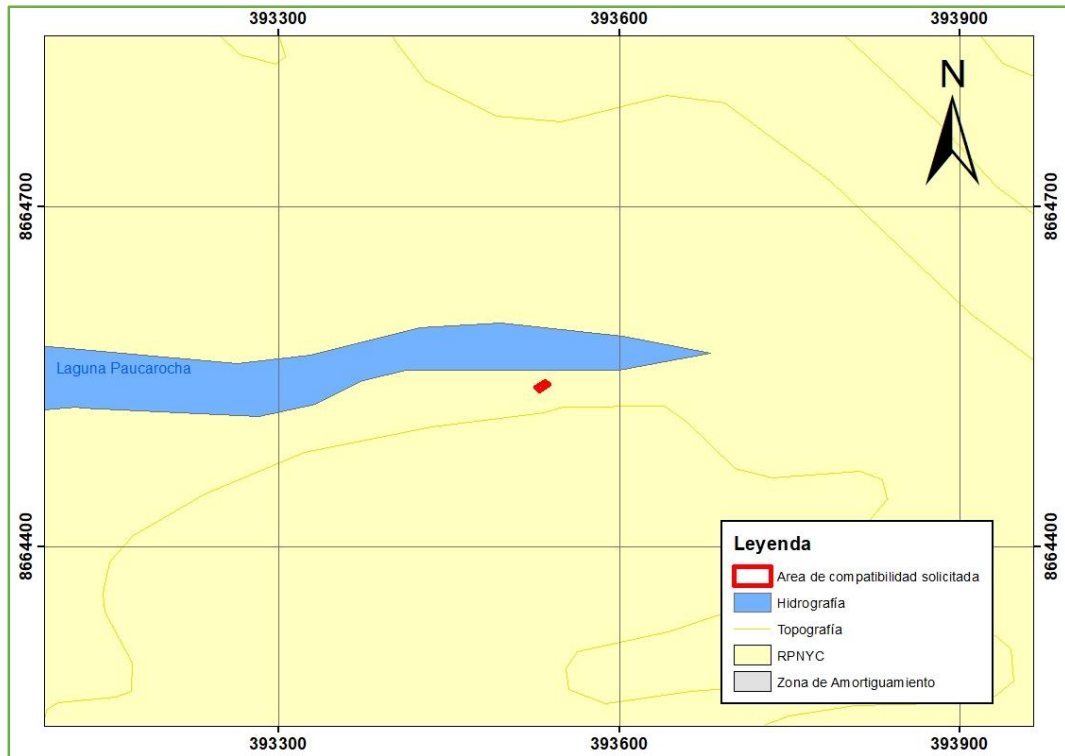 393300 393600 393900
N
8664700 8664700
Laguna Paucarocha
8664400 8664400
Leyenda
Area de compatibilidad solicitada
Hidrografía
Topografía
RPNYC
Zona de Amortiguamiento
393300 393600 393900